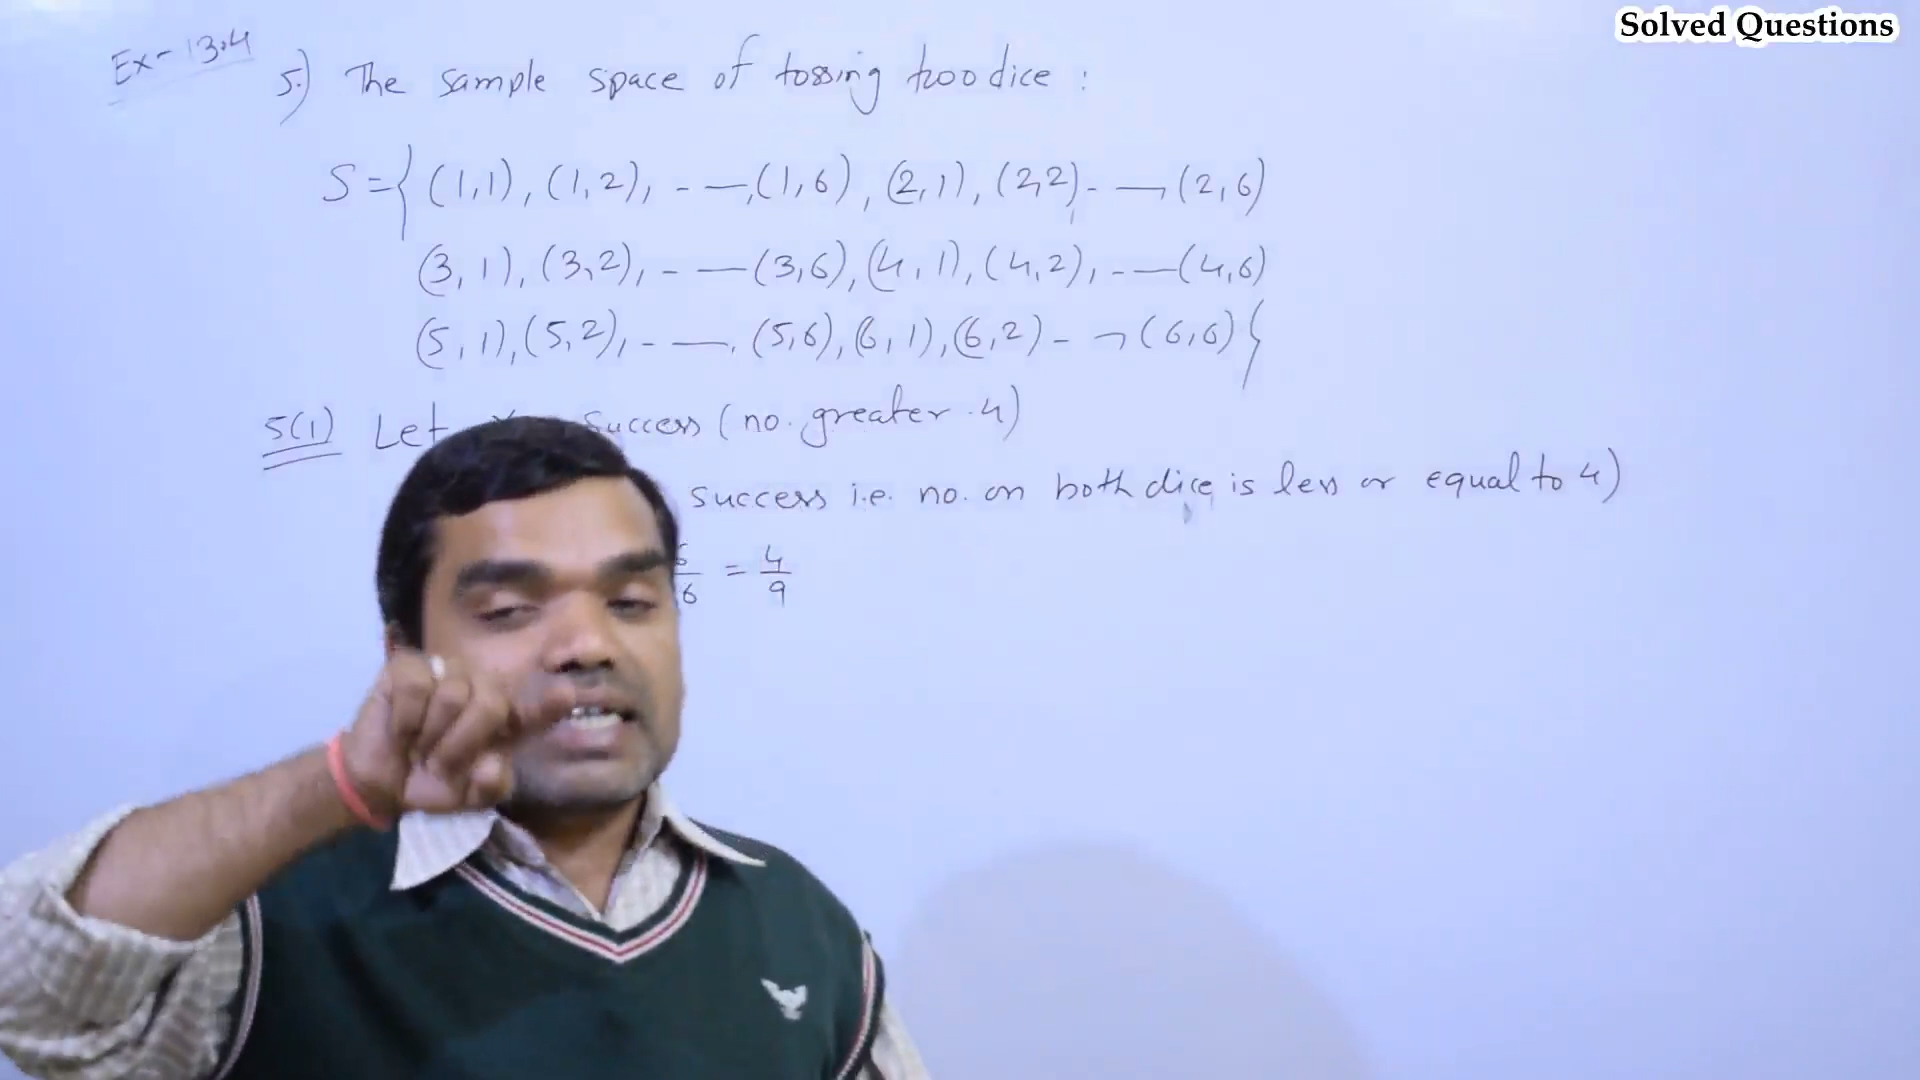 Solved Questions
Ex- 13.4
5.) The sample space of tossing two dice :
S = { (1,1), (1,2), - —,(1,6), (2,1), (2,2)- —, (2,6)
(3,1), (3,2), - —(3,6), (4,1), (4,2), - —(4,6)
(5,1), (5,2), - —, (5,6), (6,1), (6,2) - , (6,6) }
5(1) Let Success (no. greater 4)
success i.e. no. on both dice is less or equal to 4)
6 = 4/9